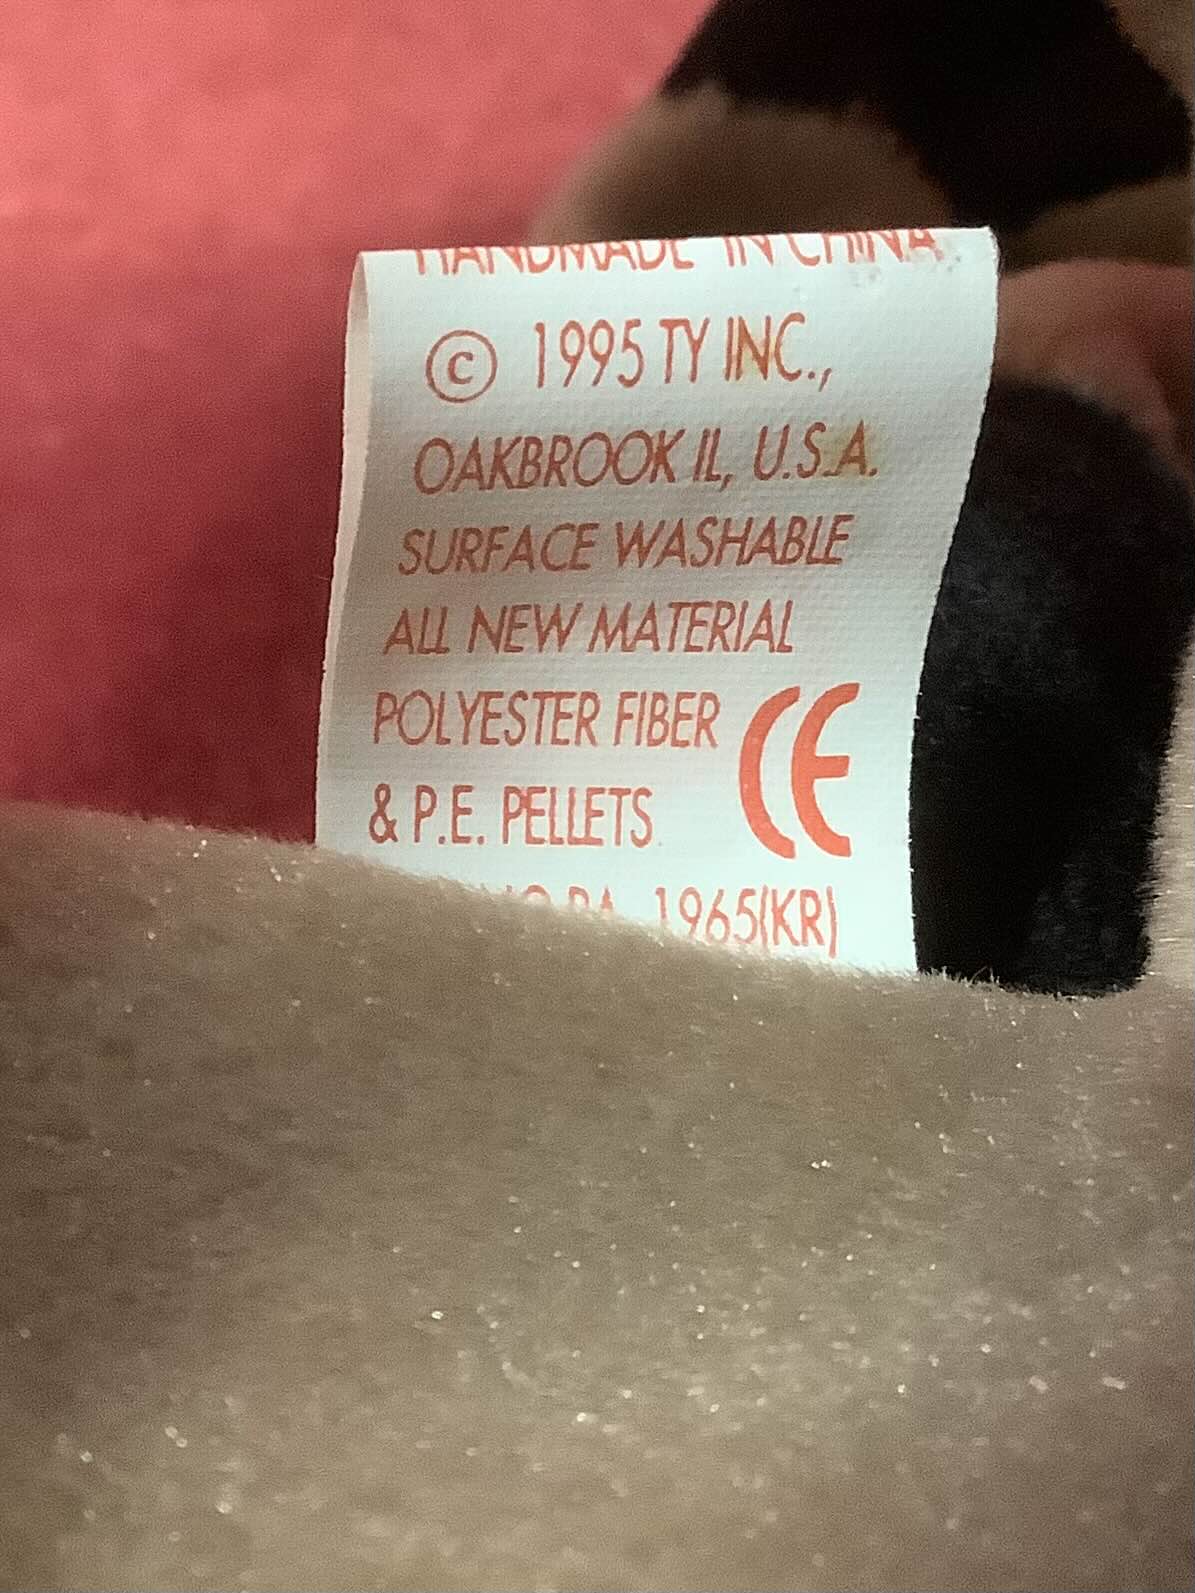 HANDMADE IN CHINA
© 1995 TY INC.,
OAKBROOK IL, U.S.A.
SURFACE WASHABLE
ALL NEW MATERIAL
POLYESTER FIBER
& P.E. PELLETS
CE
PA. 1965(KR)